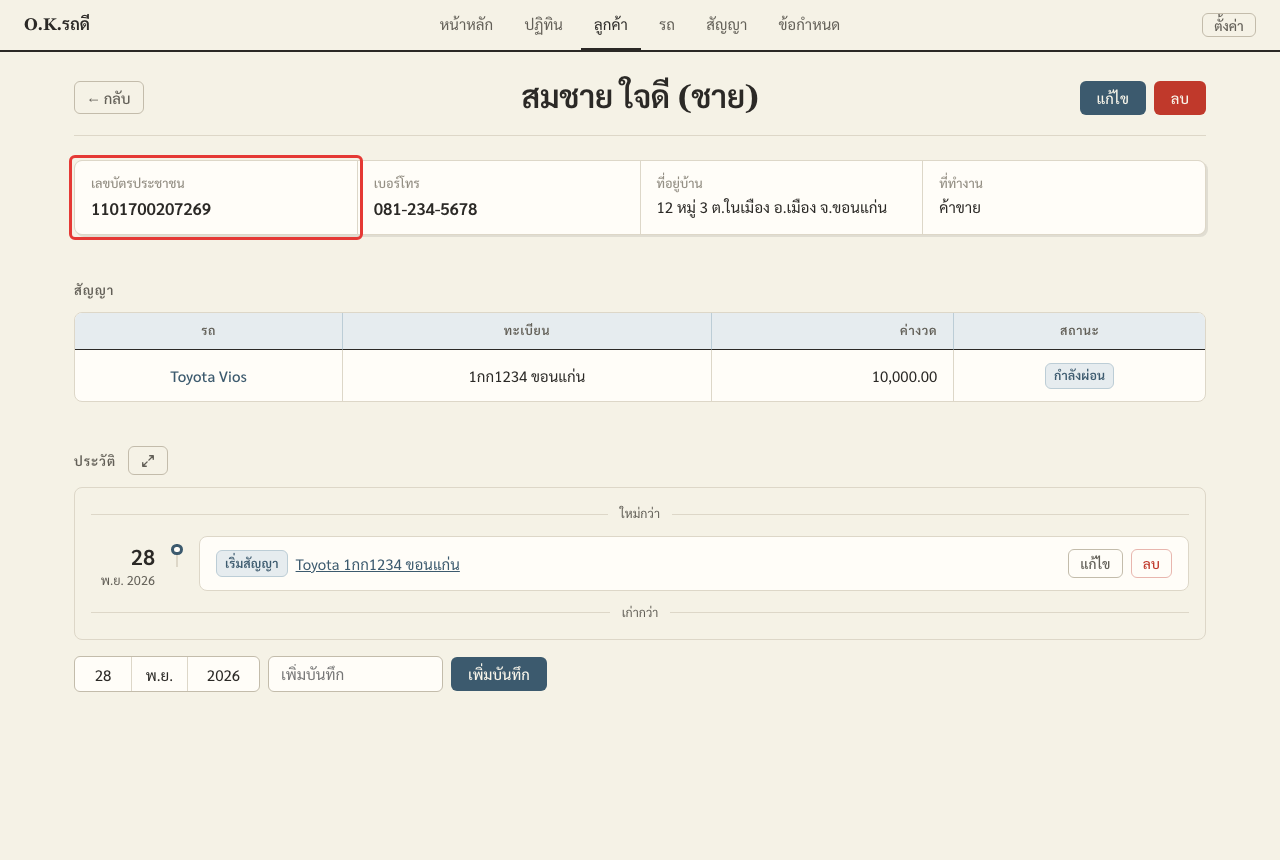 O.K.รถดี
หน้าหลัก ปฏิทิน ลูกค้า รถ สัญญา ข้อกำหนด
ตั้งค่า
← กลับ
สมชาย ใจดี (ชาย)
แก้ไข ลบ
เลขบัตรประชาชน
1101700207269
เบอร์โทร
081-234-5678
ที่อยู่บ้าน
12 หมู่ 3 ต.ในเมือง อ.เมือง จ.ขอนแก่น
ที่ทำงาน
ค้าขาย
สัญญา
รถ ทะเบียน ค่างวด สถานะ
Toyota Vios 1กก1234 ขอนแก่น 10,000.00 กำลังผ่อน
ประวัติ
ใหม่กว่า
28
พ.ย. 2026
เริ่มสัญญา Toyota 1กก1234 ขอนแก่น แก้ไข ลบ
เก่ากว่า
28 พ.ย. 2026 เพิ่มบันทึก เพิ่มบันทึก